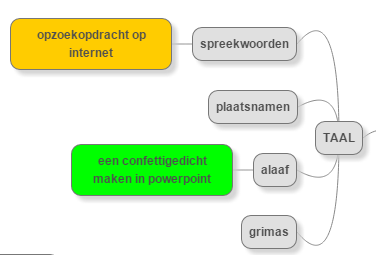 opzoekopdracht op
internet
spreekwoorden
plaatsnamen
TAAL
een confettigedicht
maken in powerpoint
alaaf
grimas